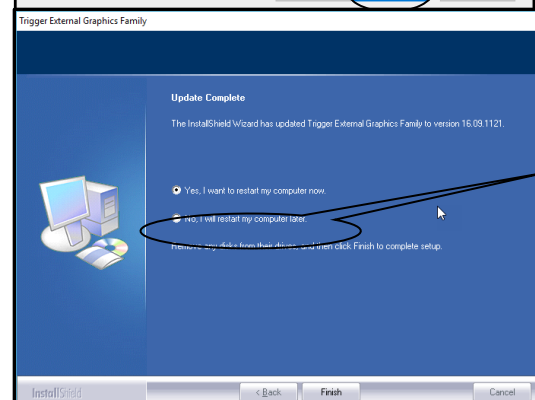 Trigger External Graphics Family
Update Complete
The InstallShield Wizard has updated Trigger External Graphics Family to version 16.09.1121.
Yes, I want to restart my computer now.
No, I will restart my computer later.
Remove any disks from their drives, and then click Finish to complete setup.
InstallShield
< Back
Finish
Cancel